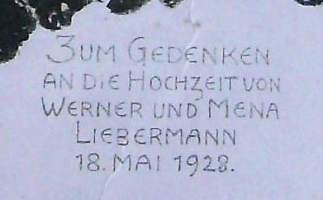 ZUM GEDENKEN
AN DIE HOCHZEIT VON
WERNER UND MENA
LIEBERMANN
18. MAI 1928.